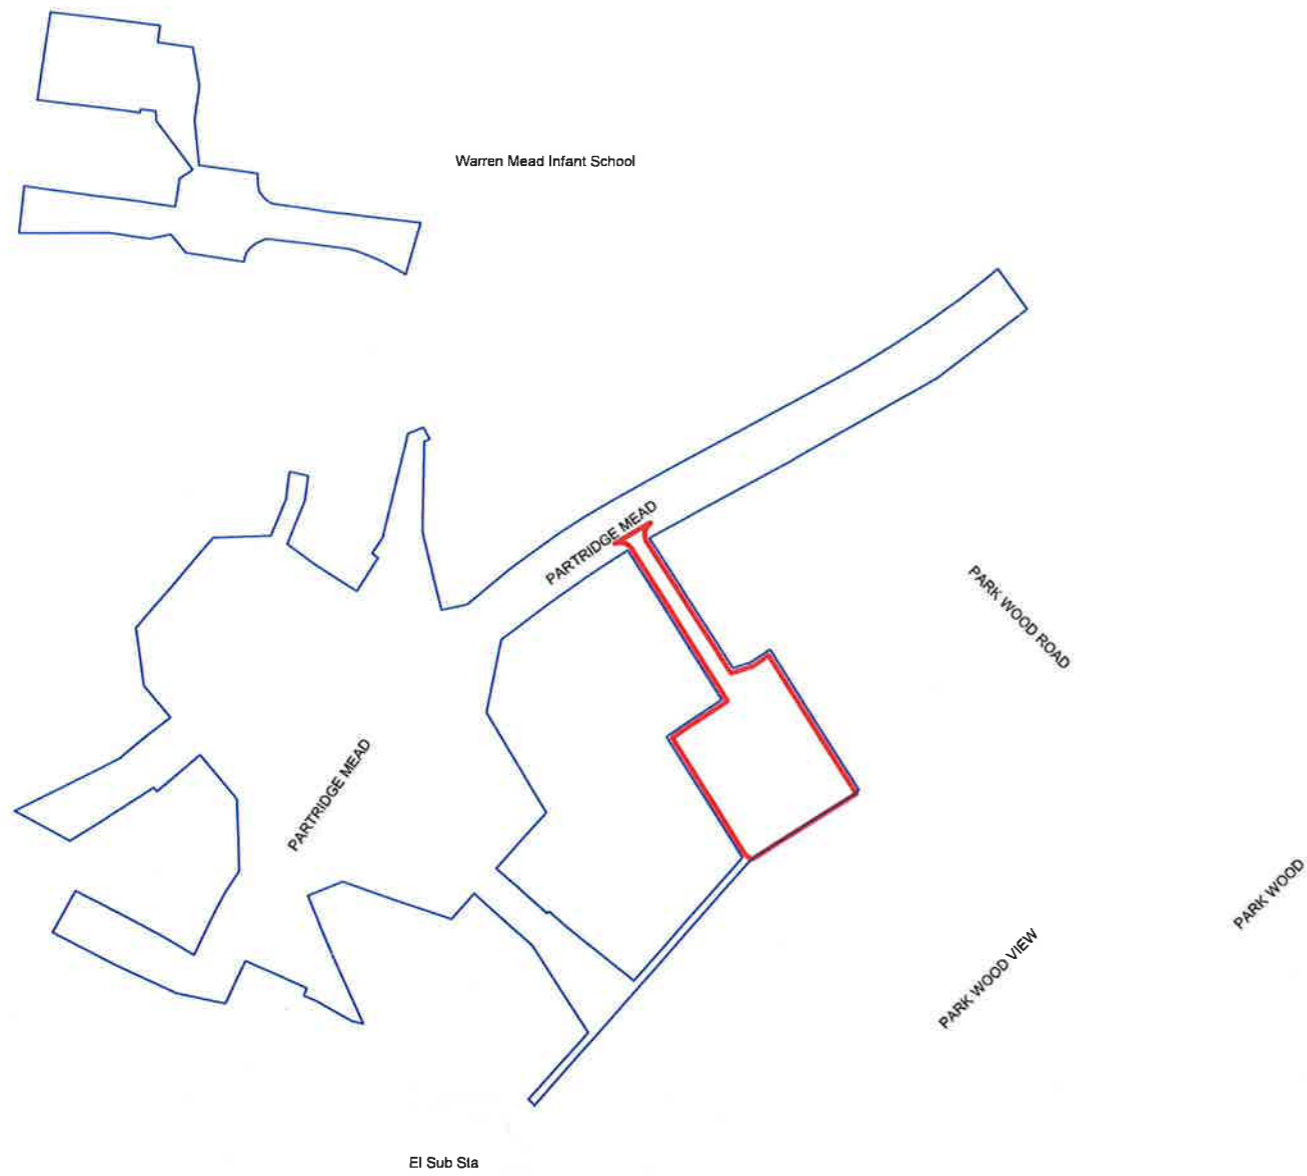 Warren Mead Infant School
PARTRIDGE MEAD
PARK WOOD ROAD
PARTRIDGE MEAD
PARK WOOD
PARK WOOD VIEW
El Sub Sta